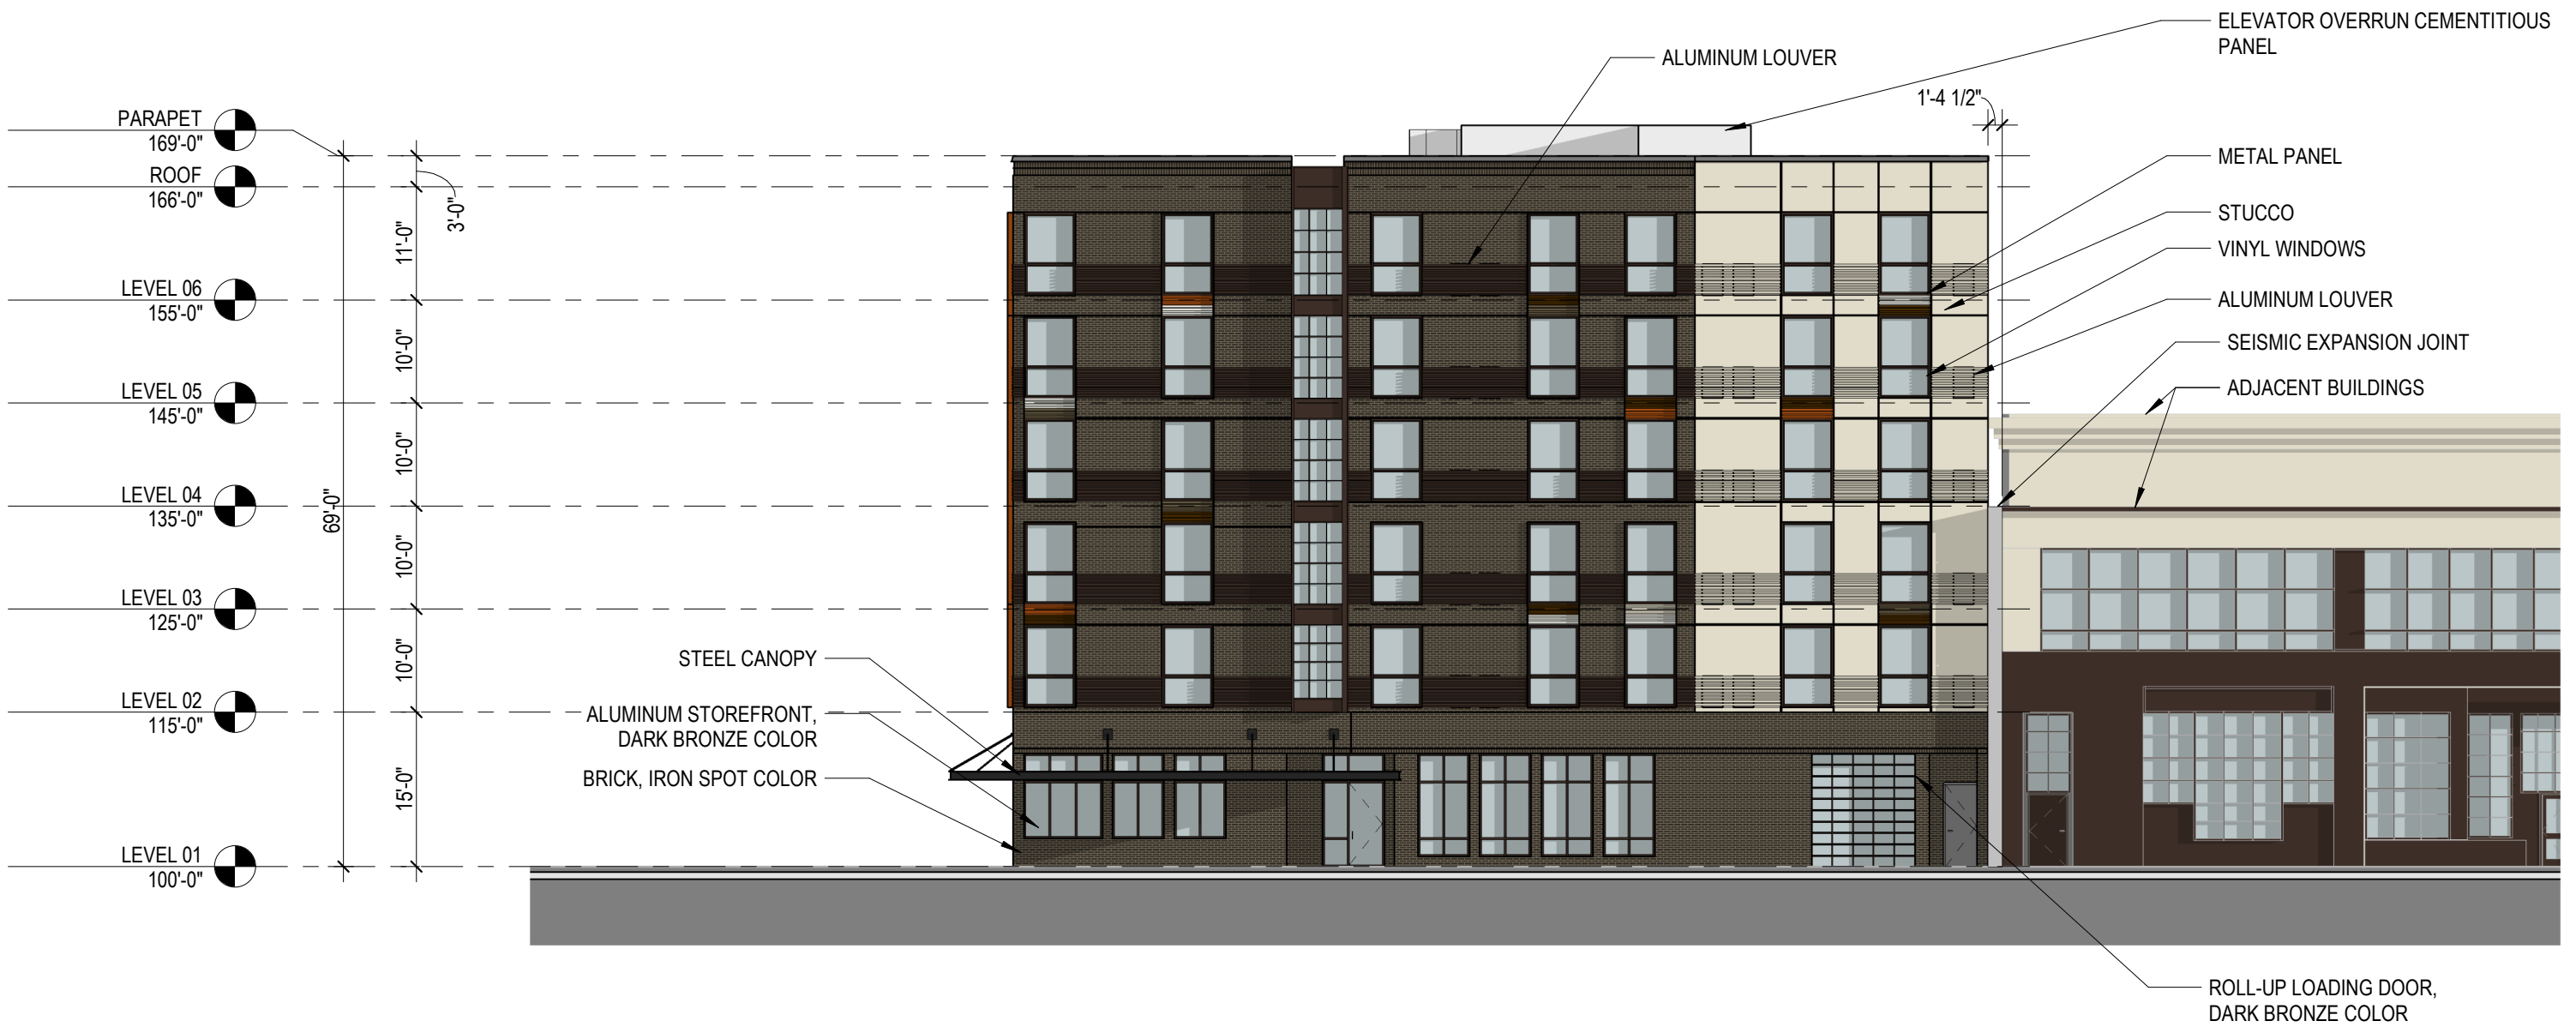 ELEVATOR OVERRUN CEMENTITIOUS
PANEL
ALUMINUM LOUVER
1'-4 1/2"
PARAPET
169'-0"
ROOF
166'-0"
3'-0"
11'-0"
LEVEL 06
155'-0"
10'-0"
LEVEL 05
145'-0"
10'-0"
LEVEL 04
135'-0"
69'-0"
10'-0"
LEVEL 03
125'-0"
10'-0"
LEVEL 02
115'-0"
15'-0"
LEVEL 01
100'-0"
METAL PANEL
STUCCO
VINYL WINDOWS
ALUMINUM LOUVER
SEISMIC EXPANSION JOINT
ADJACENT BUILDINGS
STEEL CANOPY
ALUMINUM STOREFRONT,
DARK BRONZE COLOR
BRICK, IRON SPOT COLOR
ROLL-UP LOADING DOOR,
DARK BRONZE COLOR